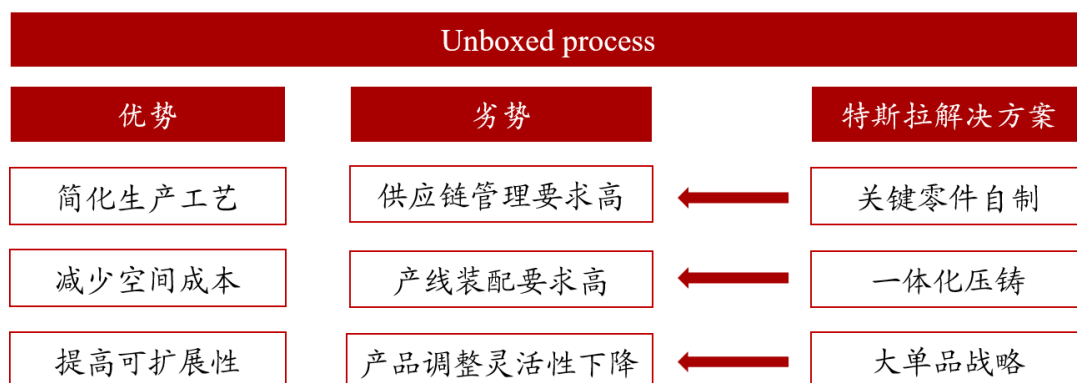 Unboxed process
优势
劣势
特斯拉解决方案
简化生产工艺
供应链管理要求高
关键零件自制
减少空间成本
产线装配要求高
一体化压铸
提高可扩展性
产品调整灵活性下降
大单品战略